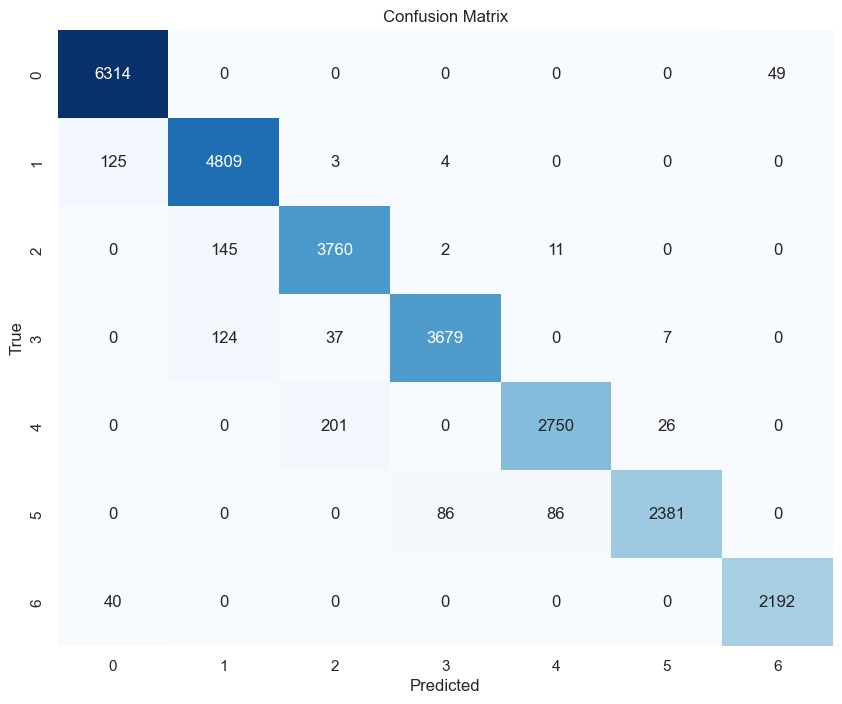 Confusion Matrix
0 6314 0 0 0 0 0 49
1 125 4809 3 4 0 0 0
2 0 145 3760 2 11 0 0
3 0 124 37 3679 0 7 0
4 0 0 201 0 2750 26 0
5 0 0 0 86 86 2381 0
6 40 0 0 0 0 0 2192
True
0 1 2 3 4 5 6
Predicted